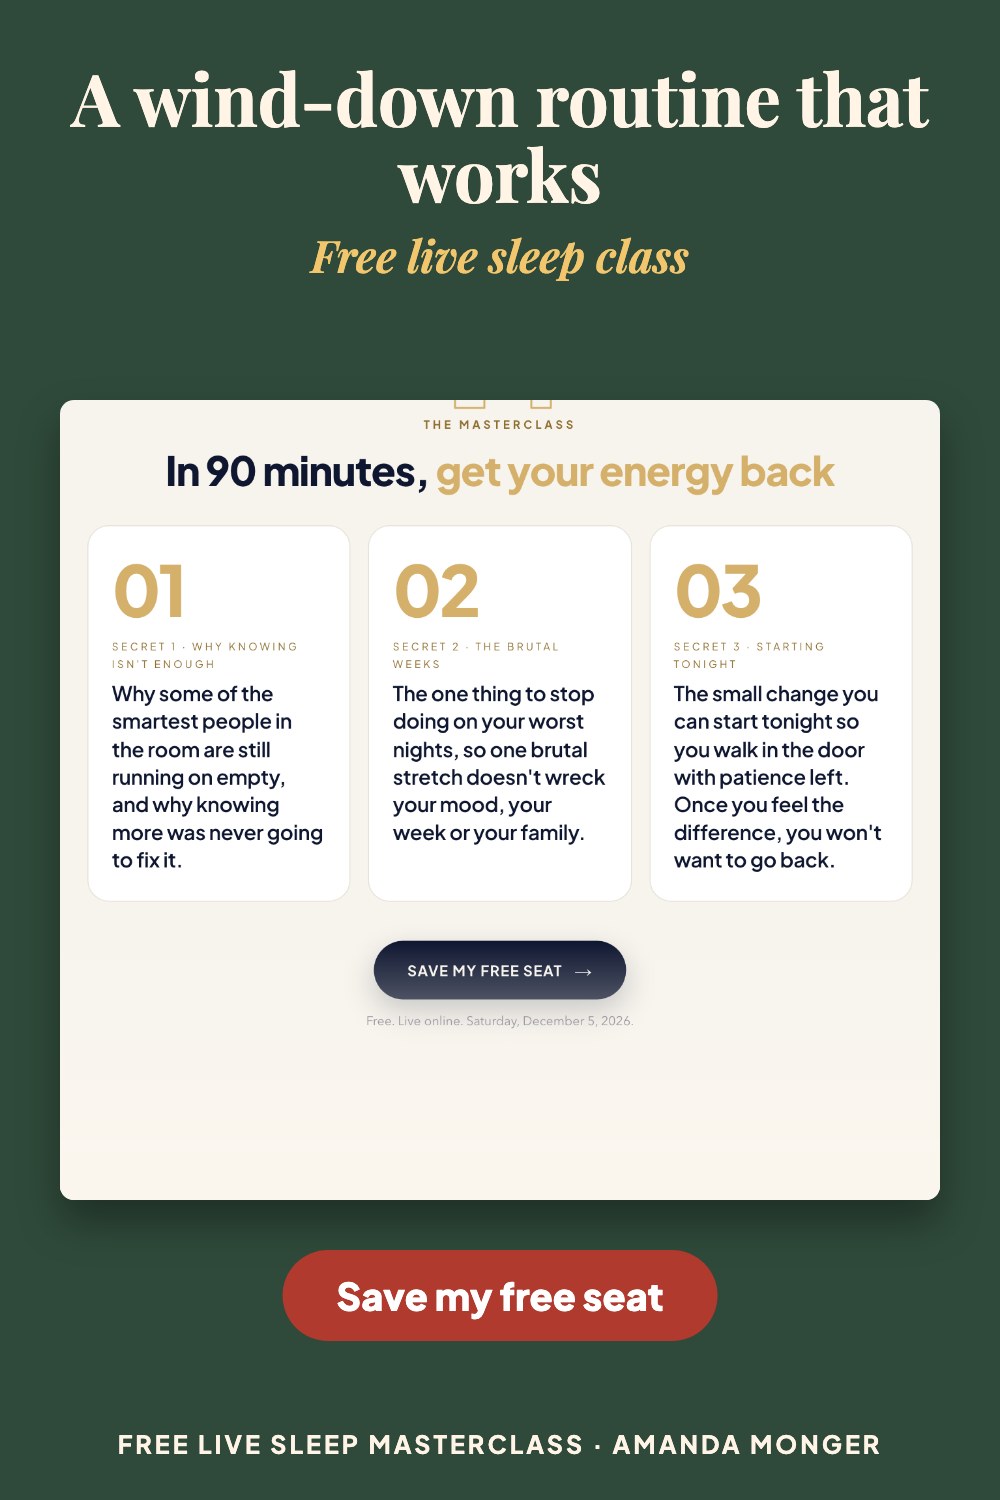 A wind-down routine that
works
Free live sleep class
THE MASTERCLASS
In 90 minutes, get your energy back
01
SECRET 1 · WHY KNOWING
ISN'T ENOUGH
Why some of the
smartest people in
the room are still
running on empty,
and why knowing
more was never going
to fix it.
02
SECRET 2 · THE BRUTAL
WEEKS
The one thing to stop
doing on your worst
nights, so one brutal
stretch doesn't wreck
your mood, your
week or your family.
03
SECRET 3 · STARTING
TONIGHT
The small change you
can start tonight so
you walk in the door
with patience left.
Once you feel the
difference, you won't
want to go back.
SAVE MY FREE SEAT →
Free. Live online. Saturday, December 5, 2026.
Save my free seat
FREE LIVE SLEEP MASTERCLASS · AMANDA MONGER